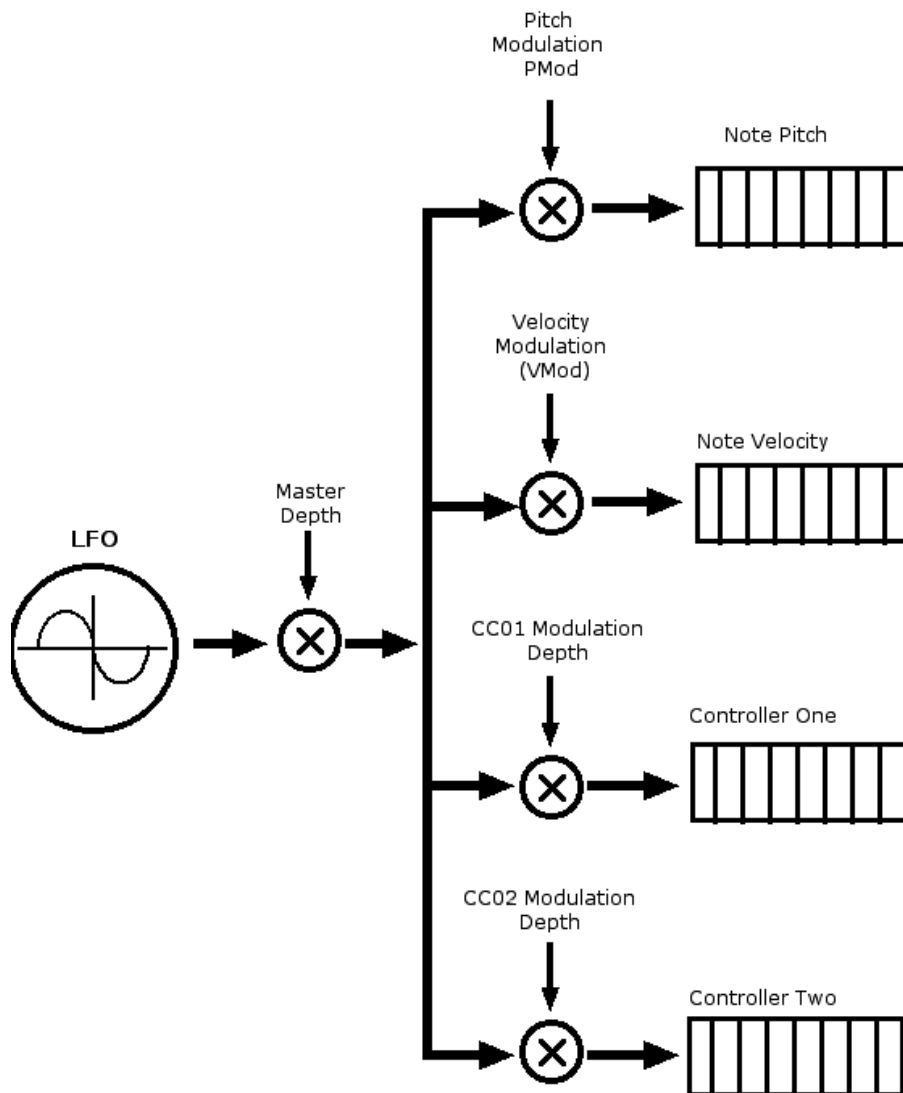 Pitch
Modulation
PMod
Note Pitch
Velocity
Modulation
(VMod)
Note Velocity
Master
Depth
LFO
CC01 Modulation
Depth
Controller One
CC02 Modulation
Depth
Controller Two